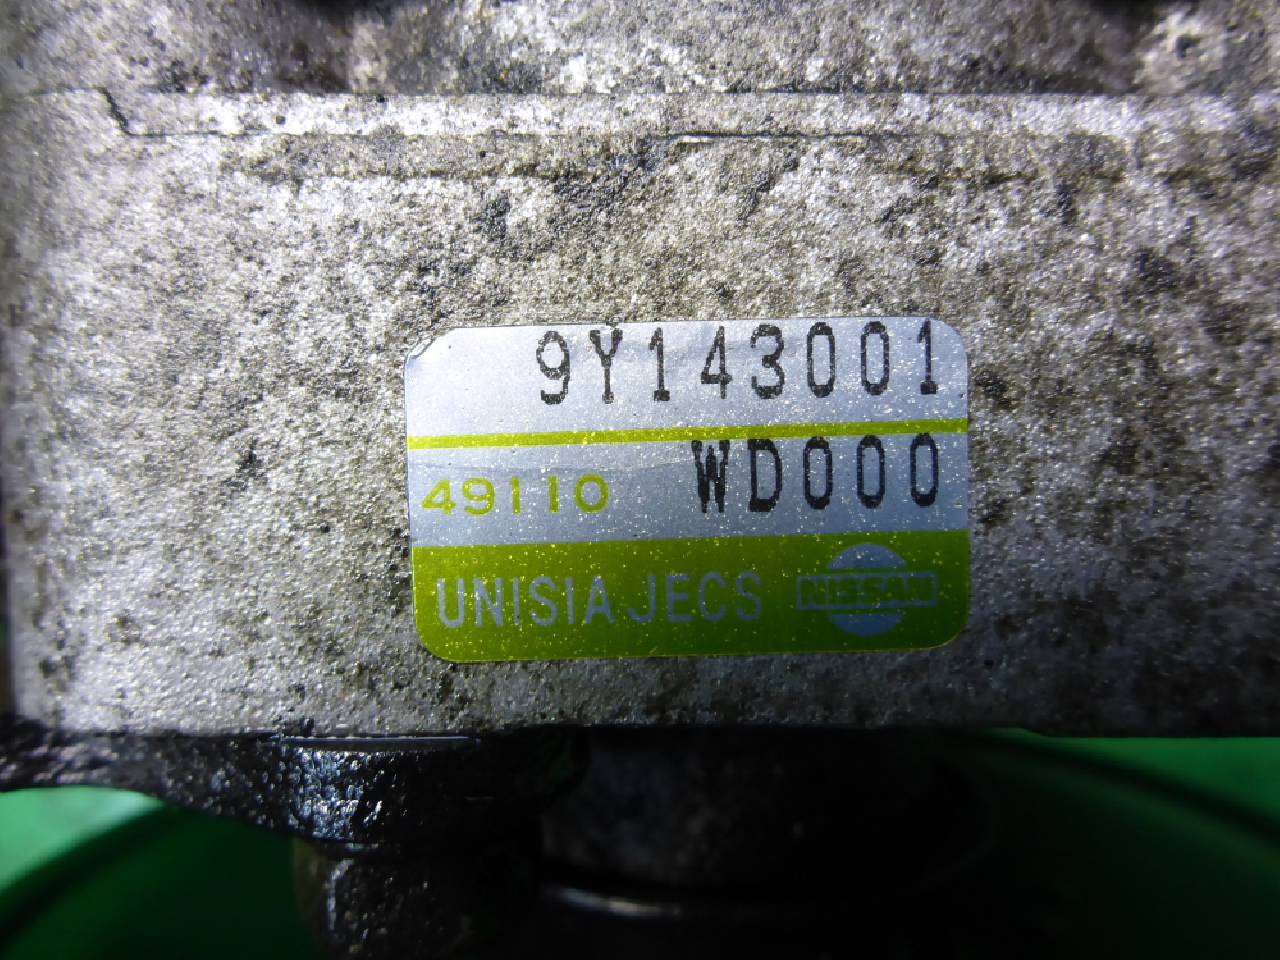 9Y143001
49110 WD000
UNISIA JECS NISSAN